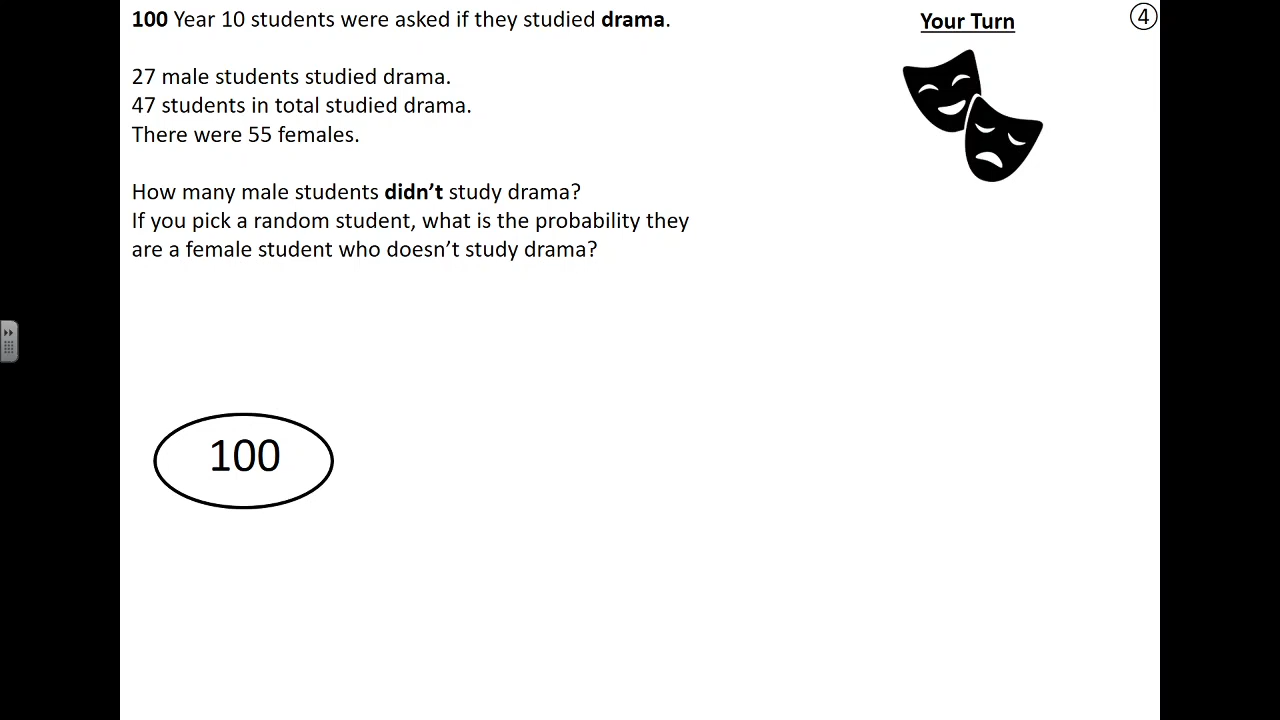 100 Year 10 students were asked if they studied drama.
Your Turn
④
27 male students studied drama.
47 students in total studied drama.
There were 55 females.
How many male students didn’t study drama?
If you pick a random student, what is the probability they
are a female student who doesn’t study drama?
100